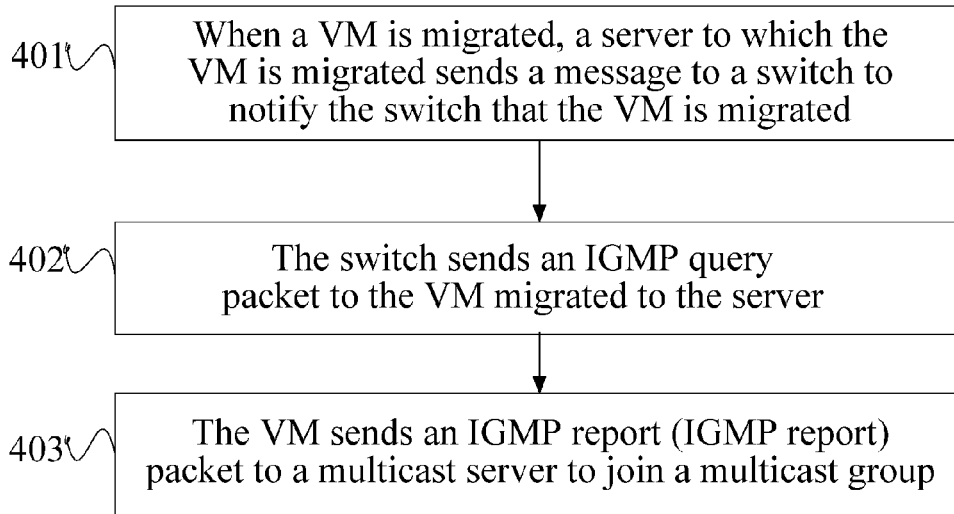 401
When a VM is migrated, a server to which the
VM is migrated sends a message to a switch to
notify the switch that the VM is migrated
402
The switch sends an IGMP query
packet to the VM migrated to the server
403
The VM sends an IGMP report (IGMP report)
packet to a multicast server to join a multicast group